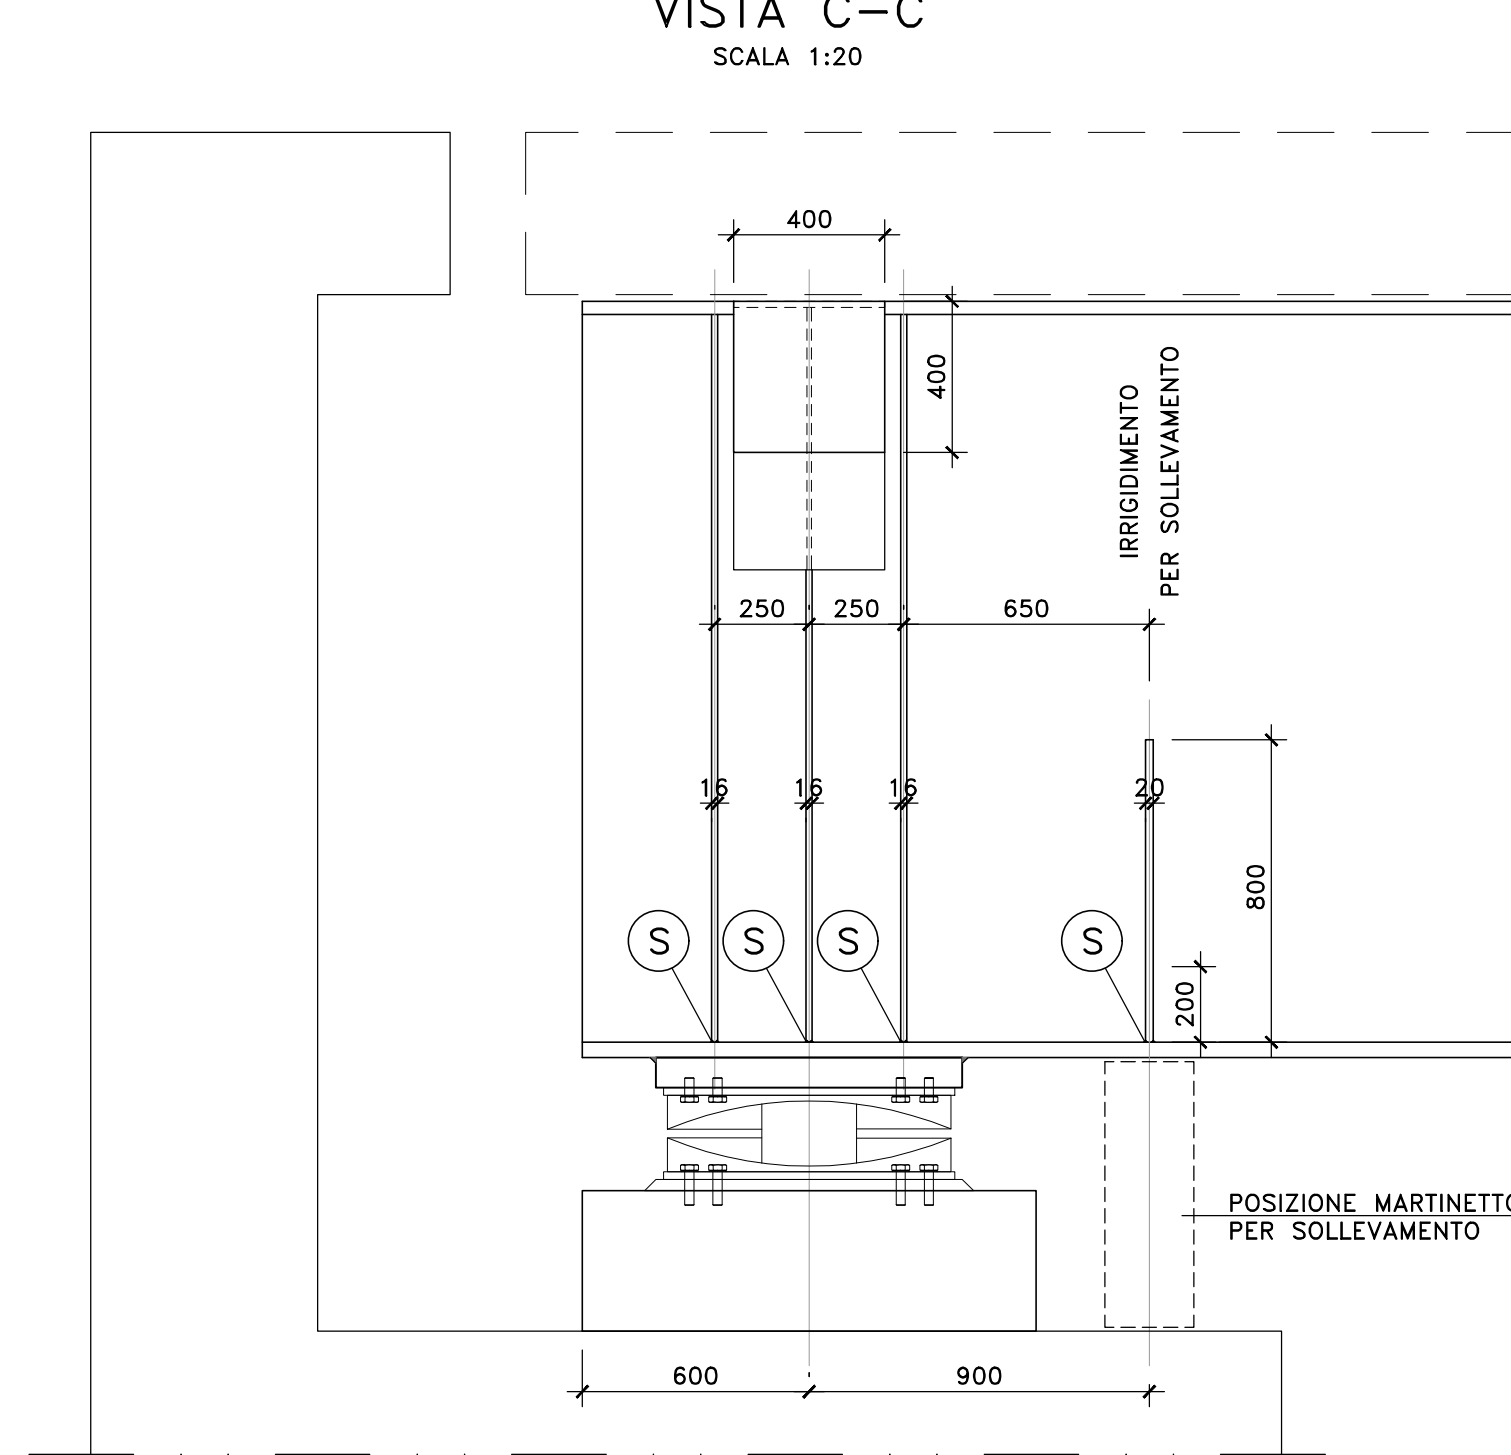 VISTA C-C
SCALA 1:20
400
400
IRRIGIDIMENTO
PER SOLLEVAMENTO
250 250 650
16 16 16 20
800
S S S S
200
POSIZIONE MARTINETTO
PER SOLLEVAMENTO
600 900